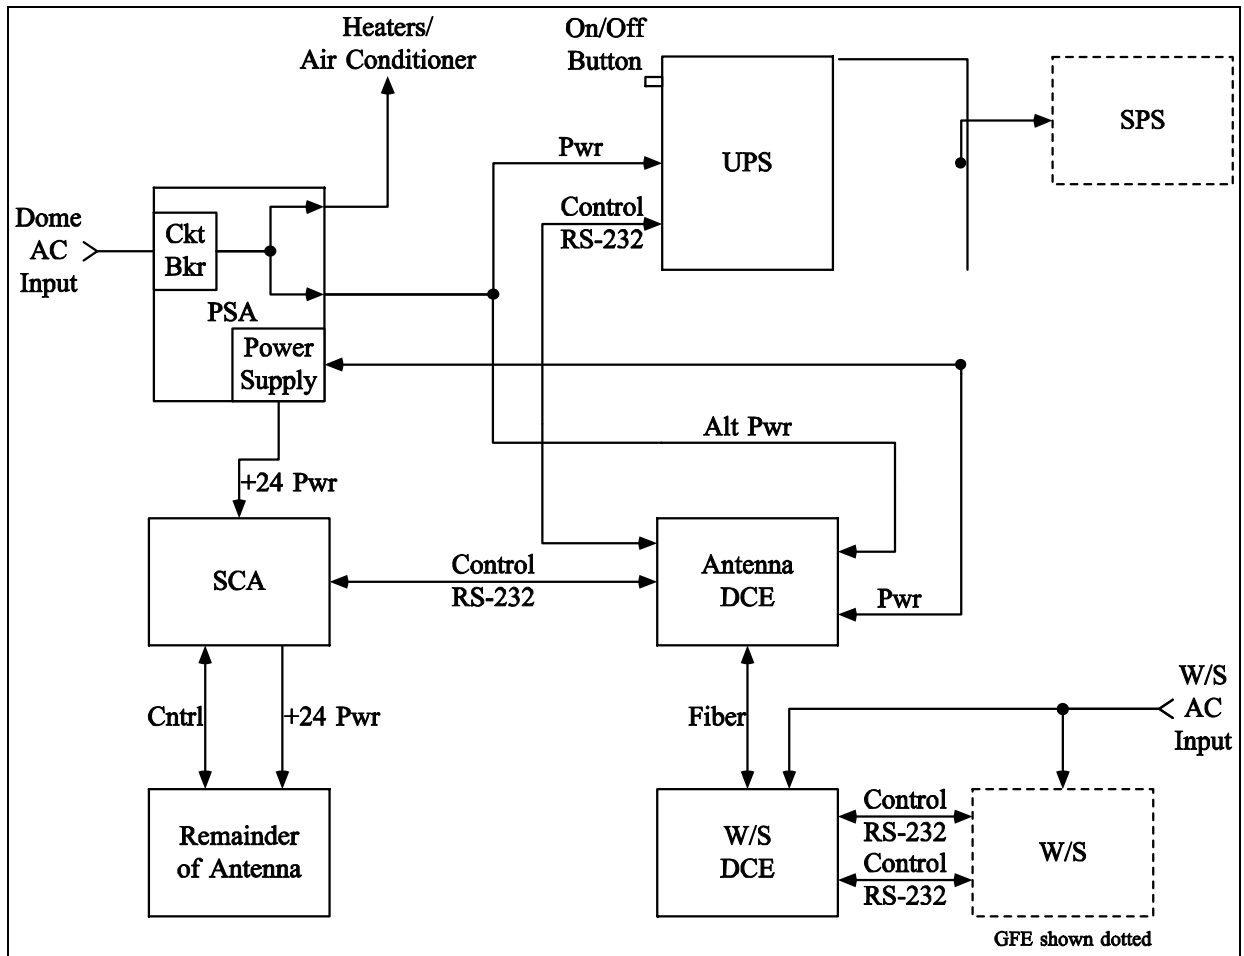 Heaters/
Air Conditioner
On/Off
Button
SPS
UPS
Pwr
Control
RS-232
Dome
AC
Input
Ckt
Bkr
PSA
Power
Supply
Alt Pwr
+24 Pwr
SCA
Control
RS-232
Antenna
DCE
Pwr
Cntrl
+24 Pwr
Fiber
W/S
AC
Input
Remainder
of Antenna
W/S
DCE
Control
RS-232
Control
RS-232
W/S
GFE shown dotted